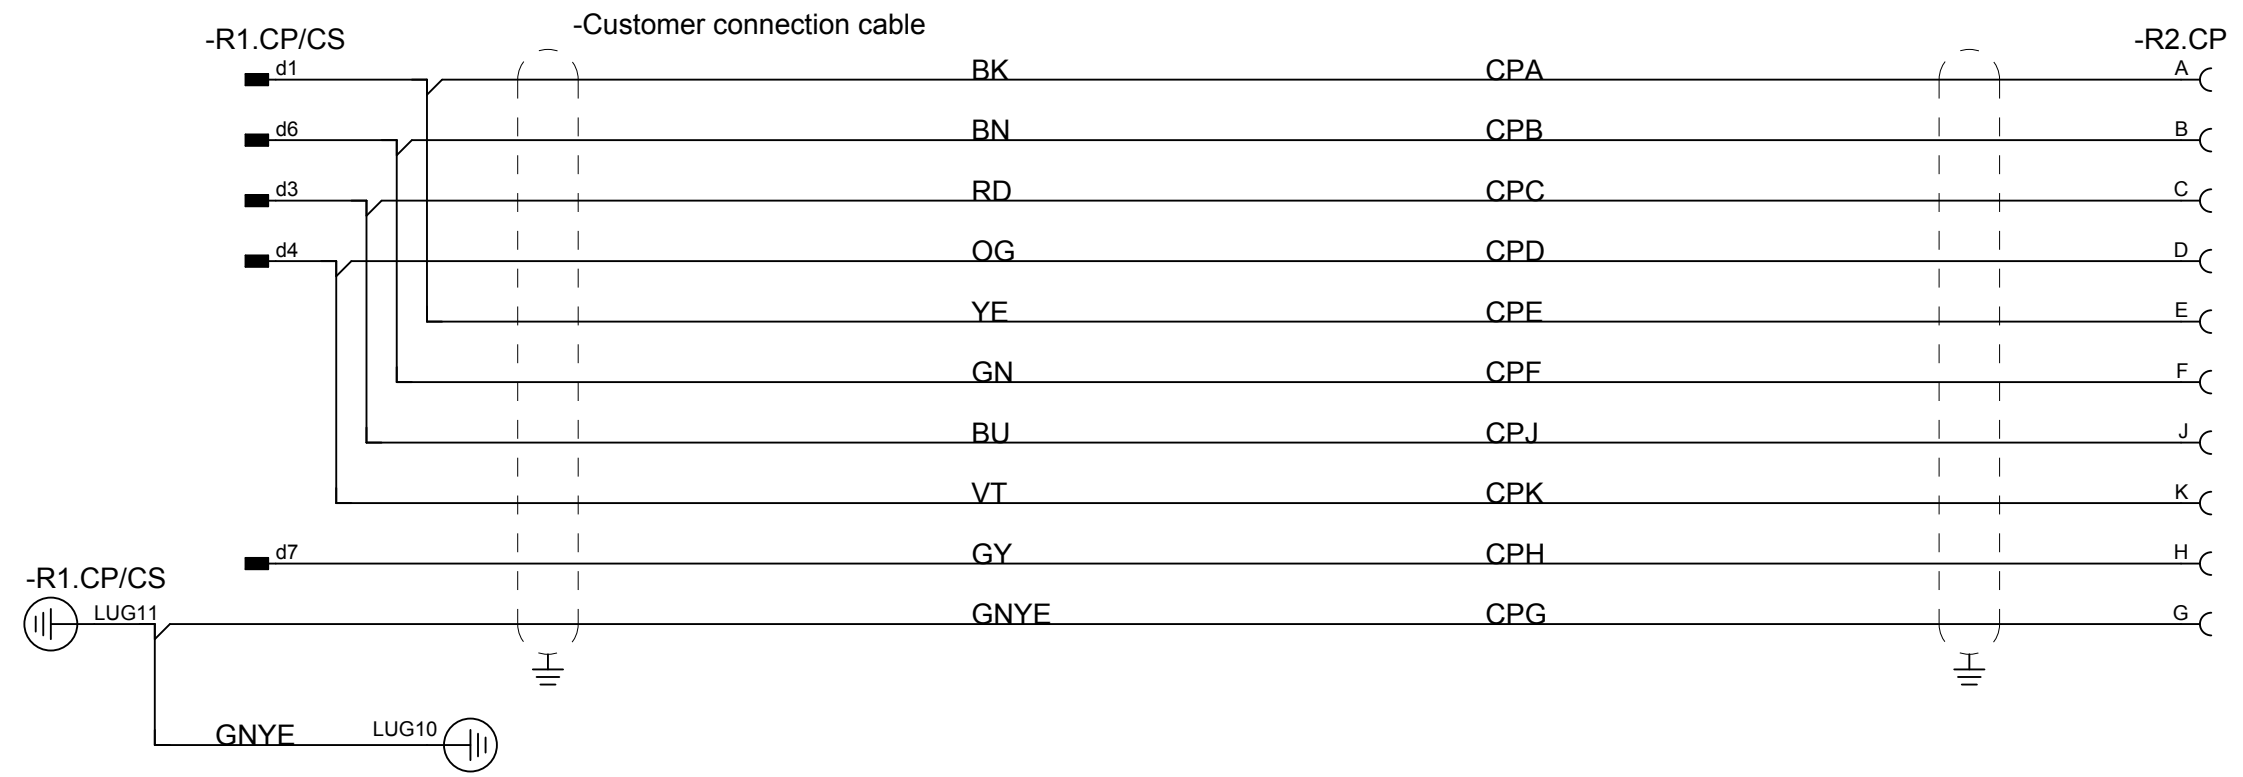 -Customer connection cable
-R1.CP/CS -R2.CP
d1 BK CPA A
d6 BN CPB B
d3 RD CPC C
d4 OG CPD D
YE CPE E
GN CPF F
BU CPJ J
VT CPK K
d7 GY CPH H
-R1.CP/CS
LUG11 GNYE CPG G
GNYE LUG10